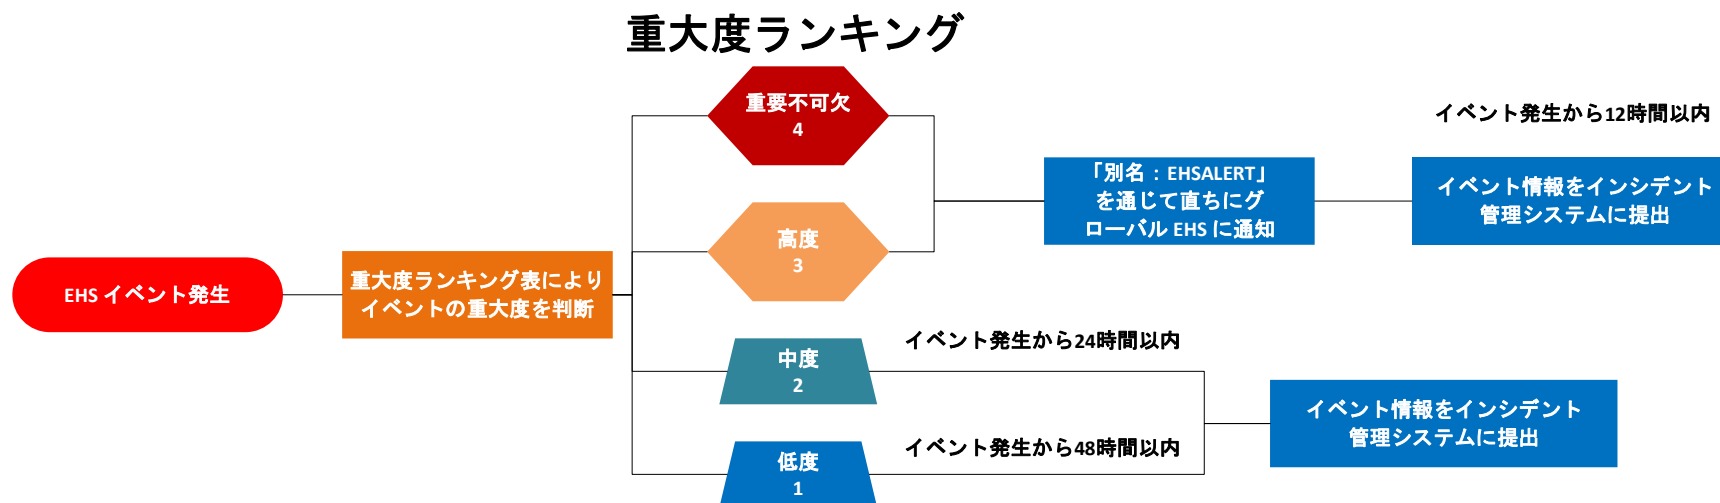 重大度ランキング
重要不可欠
4
イベント発生から12時間以内
「別名：EHSALERT」
を通じて直ちにグ
ローバル EHS に通知
イベント情報をインシデント
管理システムに提出
高度
3
EHS イベント発生
重大度ランキング表により
イベントの重大度を判断
イベント発生から24時間以内
中度
2
イベント情報をインシデント
管理システムに提出
イベント発生から48時間以内
低度
1